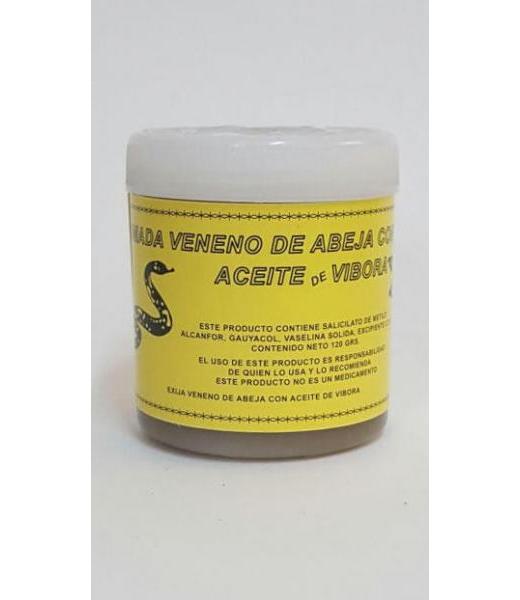 MADA VENENO DE ABEJA CON
ACEITE DE VIBORA
ESTE PRODUCTO CONTIENE SALICILATO DE METILO
ALCANFOR, GAUYACOL, VASELINA SOLIDA, EXCIPIENTE
CONTENIDO NETO 120 GRS.
EL USO DE ESTE PRODUCTO ES RESPONSABILIDAD
DE QUIEN LO USA Y LO RECOMIENDA
ESTE PRODUCTO NO ES UN MEDICAMENTO
EXIJA VENENO DE ABEJA CON ACEITE DE VIBORA